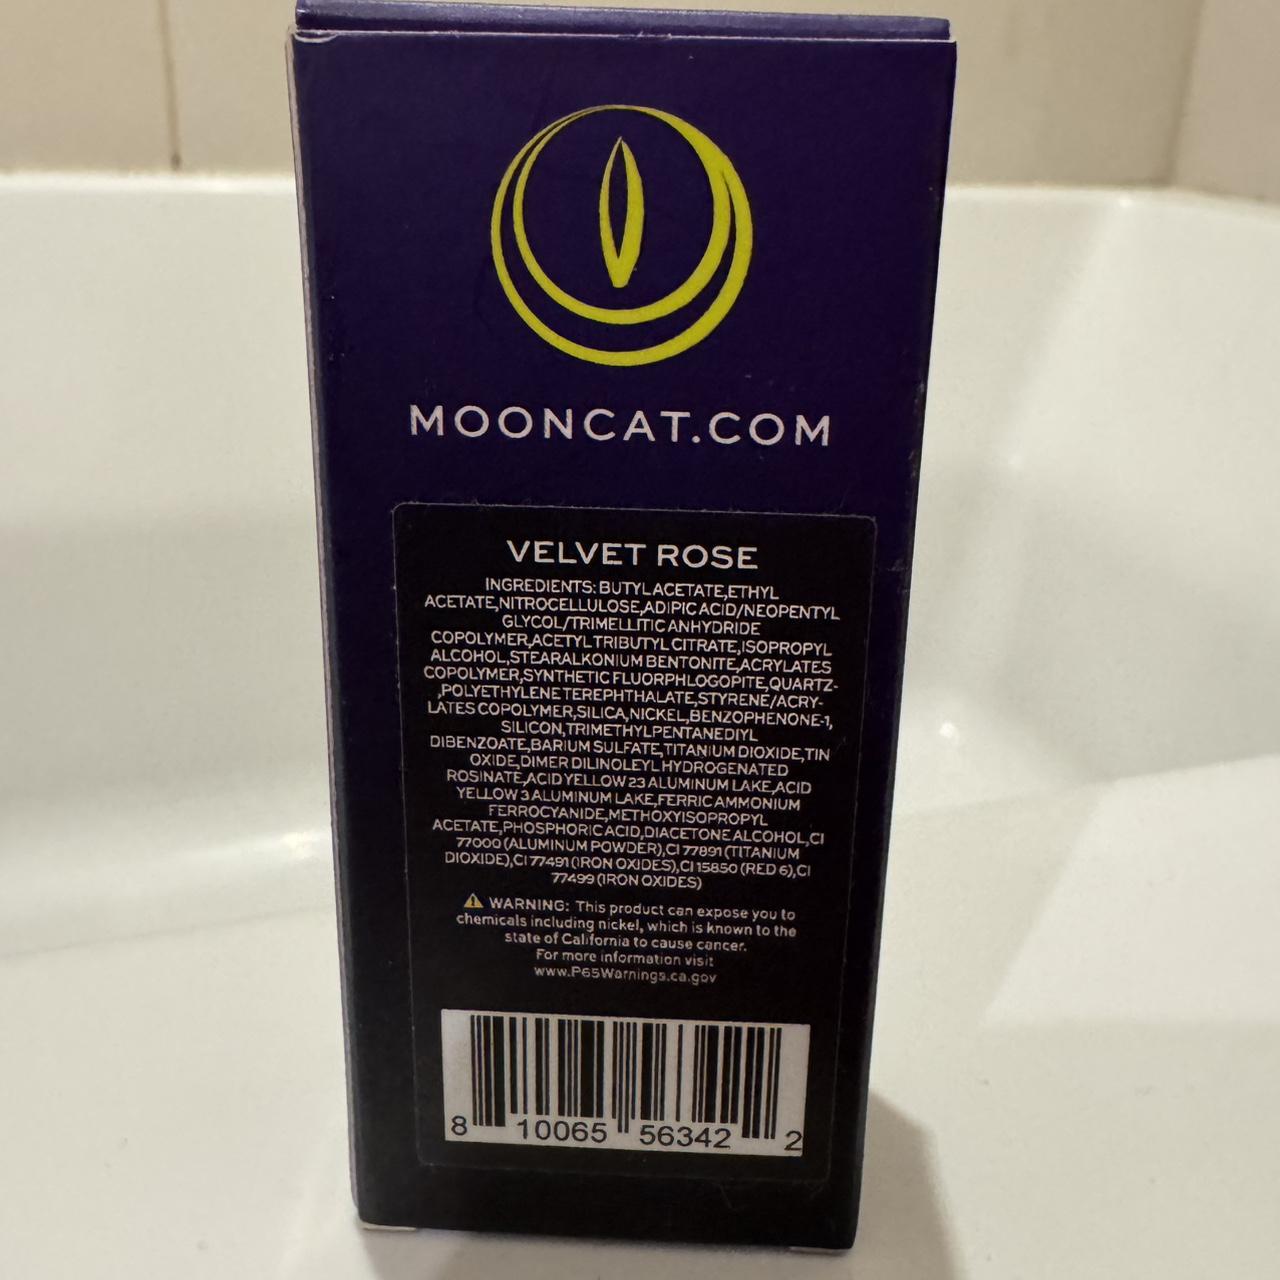 MOONCAT.COM
VELVET ROSE
INGREDIENTS: BUTYL ACETATE,ETHYL
ACETATE,NITROCELLULOSE,ADIPIC ACID/NEOPENTYL
GLYCOL/TRIMELLITIC ANHYDRIDE
COPOLYMER,ACETYL TRIBUTYL CITRATE,ISOPROPYL
ALCOHOL,STEARALKONIUM BENTONITE,ACRYLATES
COPOLYMER,SYNTHETIC FLUORPHLOGOPITE,QUARTZ-
,POLYETHYLENE TEREPHTHALATE,STYRENE/ACRY-
LATES COPOLYMER,SILICA,NICKEL,BENZOPHENONE-1,
SILICON,TRIMETHYLPENTANEDIYL
DIBENZOATE,BARIUM SULFATE,TITANIUM DIOXIDE,TIN
OXIDE,DIMER DILINOLEYL HYDROGENATED
ROSINATE,ACID YELLOW 23 ALUMINUM LAKE,ACID
YELLOW 3 ALUMINUM LAKE,FERRIC AMMONIUM
FERROCYANIDE,METHOXYISOPROPYL
ACETATE,PHOSPHORIC ACID,DIACETONE ALCOHOL,CI
77000 (ALUMINUM POWDER),CI 77891 (TITANIUM
DIOXIDE),CI 77491 (IRON OXIDES),CI 15850 (RED 6),CI
77499 (IRON OXIDES)
WARNING: This product can expose you to
chemicals including nickel, which is known to the
state of California to cause cancer.
For more information visit
www.P65Warnings.ca.gov
8 10065 56342 2